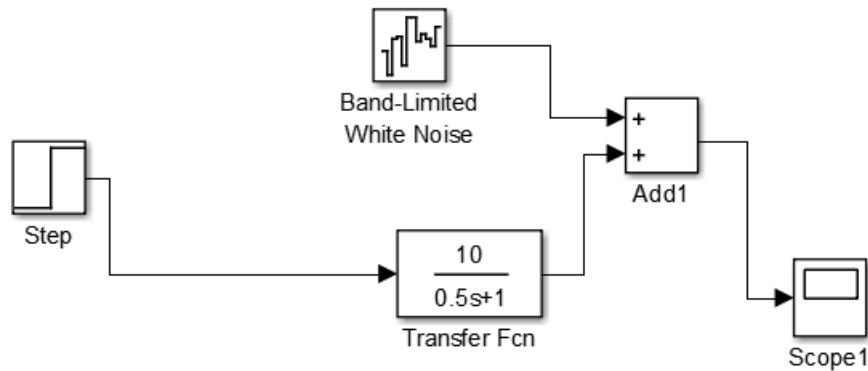 Band-Limited
White Noise
+
+
Add1
Step
10
0.5s+1
Transfer Fcn
Scope1